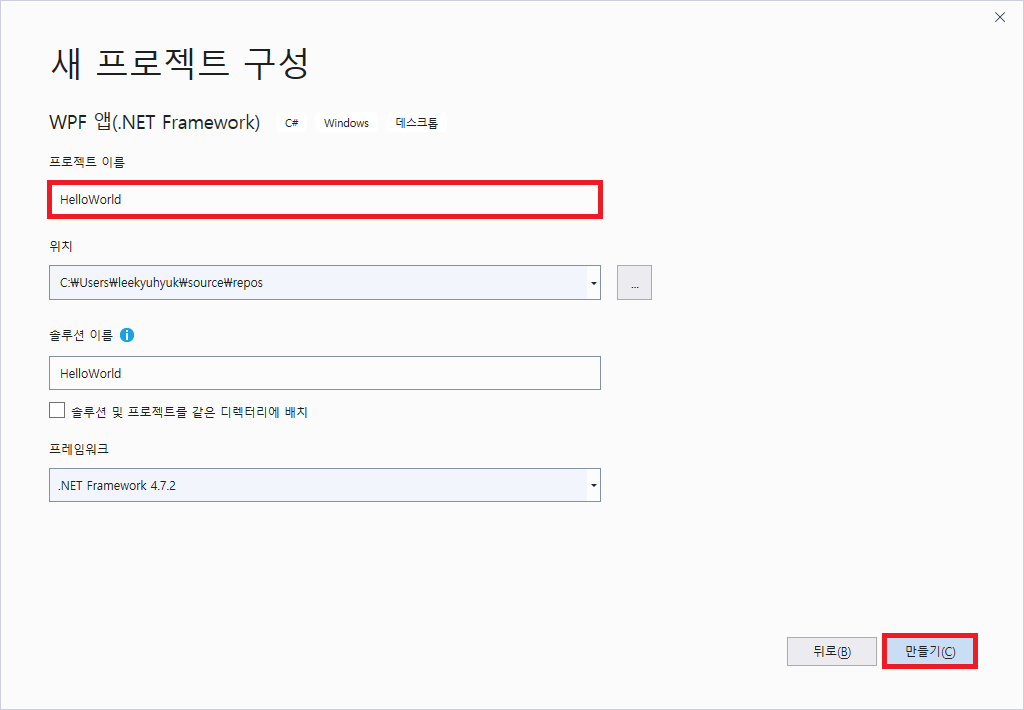 새 프로젝트 구성
WPF 앱(.NET Framework) C# Windows 데스크톱
프로젝트 이름
HelloWorld
위치
C:₩Users₩leekyuhyuk₩source₩repos
...
솔루션 이름
HelloWorld
솔루션 및 프로젝트를 같은 디렉터리에 배치
프레임워크
.NET Framework 4.7.2
뒤로(B) 만들기(C)